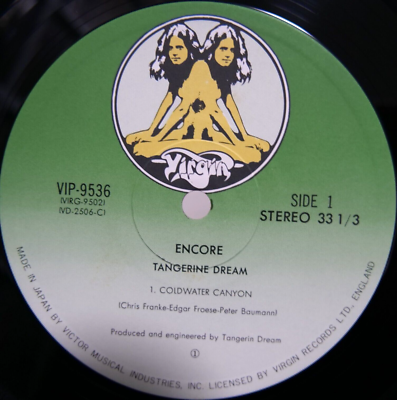 Virgin
VIP-9536
(VIRG-9502)
(VD-2506-C)
SIDE 1
STEREO 33 1/3
ENCORE
TANGERINE DREAM
1. COLDWATER CANYON
(Chris Franke-Edgar Froese-Peter Baumann)
Produced and engineered by Tangerin Dream
①
MADE IN JAPAN BY VICTOR MUSICAL INDUSTRIES, INC. LICENSED BY VIRGIN RECORDS LTD. ENGLAND